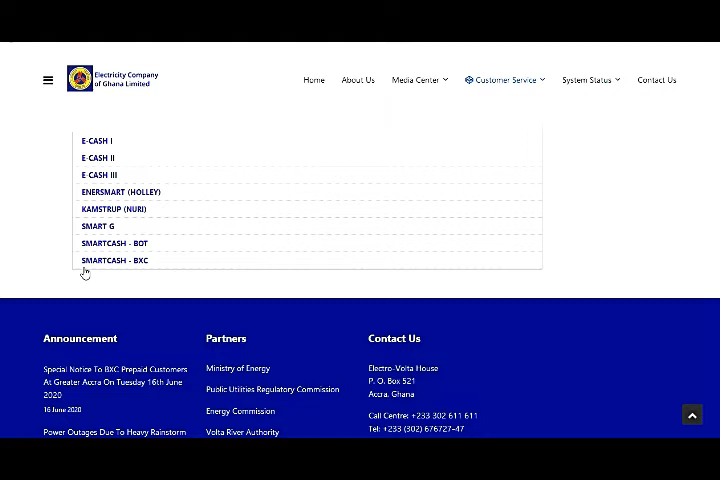 Electricity Company
of Ghana Limited
Home About Us Media Center Customer Service System Status Contact Us
E-CASH I
E-CASH II
E-CASH III
ENERSMART (HOLLEY)
KAMSTRUP (NURI)
SMART G
SMARTCASH - BOT
SMARTCASH - BXC
Announcement
Special Notice To BXC Prepaid Customers
At Greater Accra On Tuesday 16th June
2020
16 June 2020
Power Outages Due To Heavy Rainstorm
Partners
Ministry of Energy
Public Utilities Regulatory Commission
Energy Commission
Volta River Authority
Contact Us
Electro-Volta House
P. O. Box 521
Accra, Ghana
Call Centre: +233 302 611 611
Tel: +233 (302) 676727-47